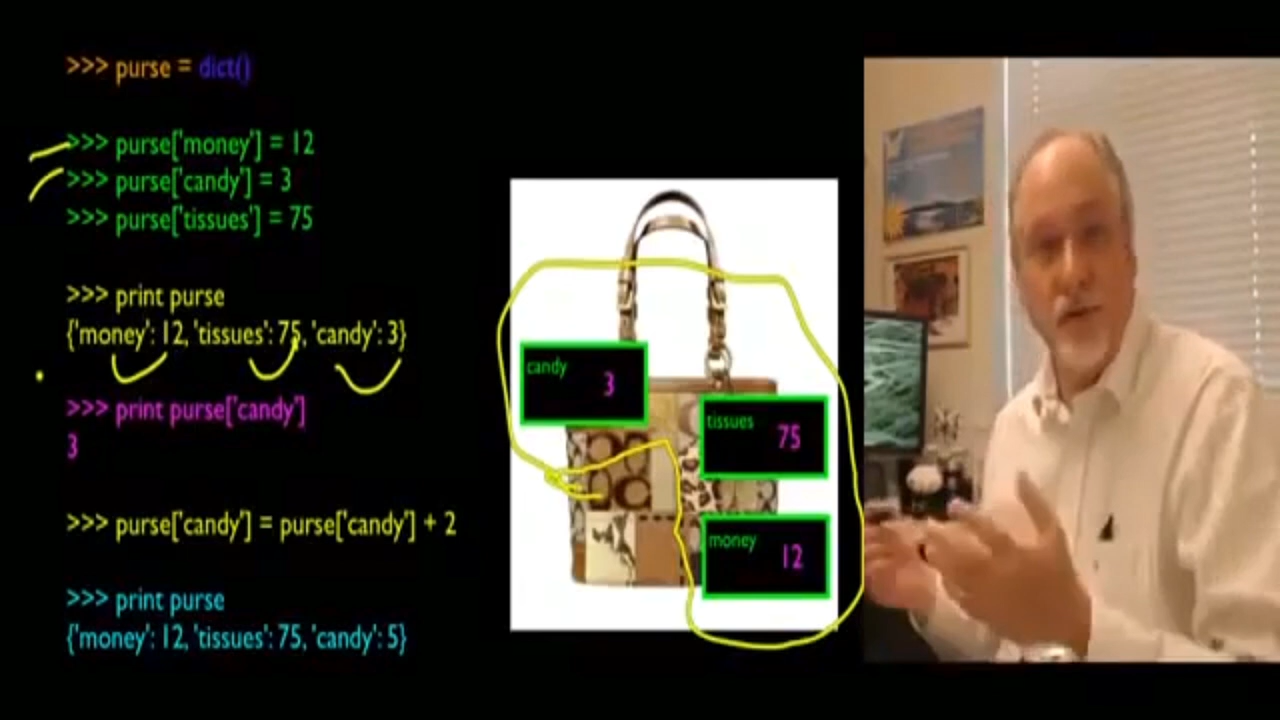 >>> purse = dict()
>>> purse['money'] = 12
>>> purse['candy'] = 3
>>> purse['tissues'] = 75
>>> print purse
{'money': 12, 'tissues': 75, 'candy': 3}
>>> print purse['candy']
3
>>> purse['candy'] = purse['candy'] + 2
>>> print purse
{'money': 12, 'tissues': 75, 'candy': 5}
candy 3
tissues 75
money 12